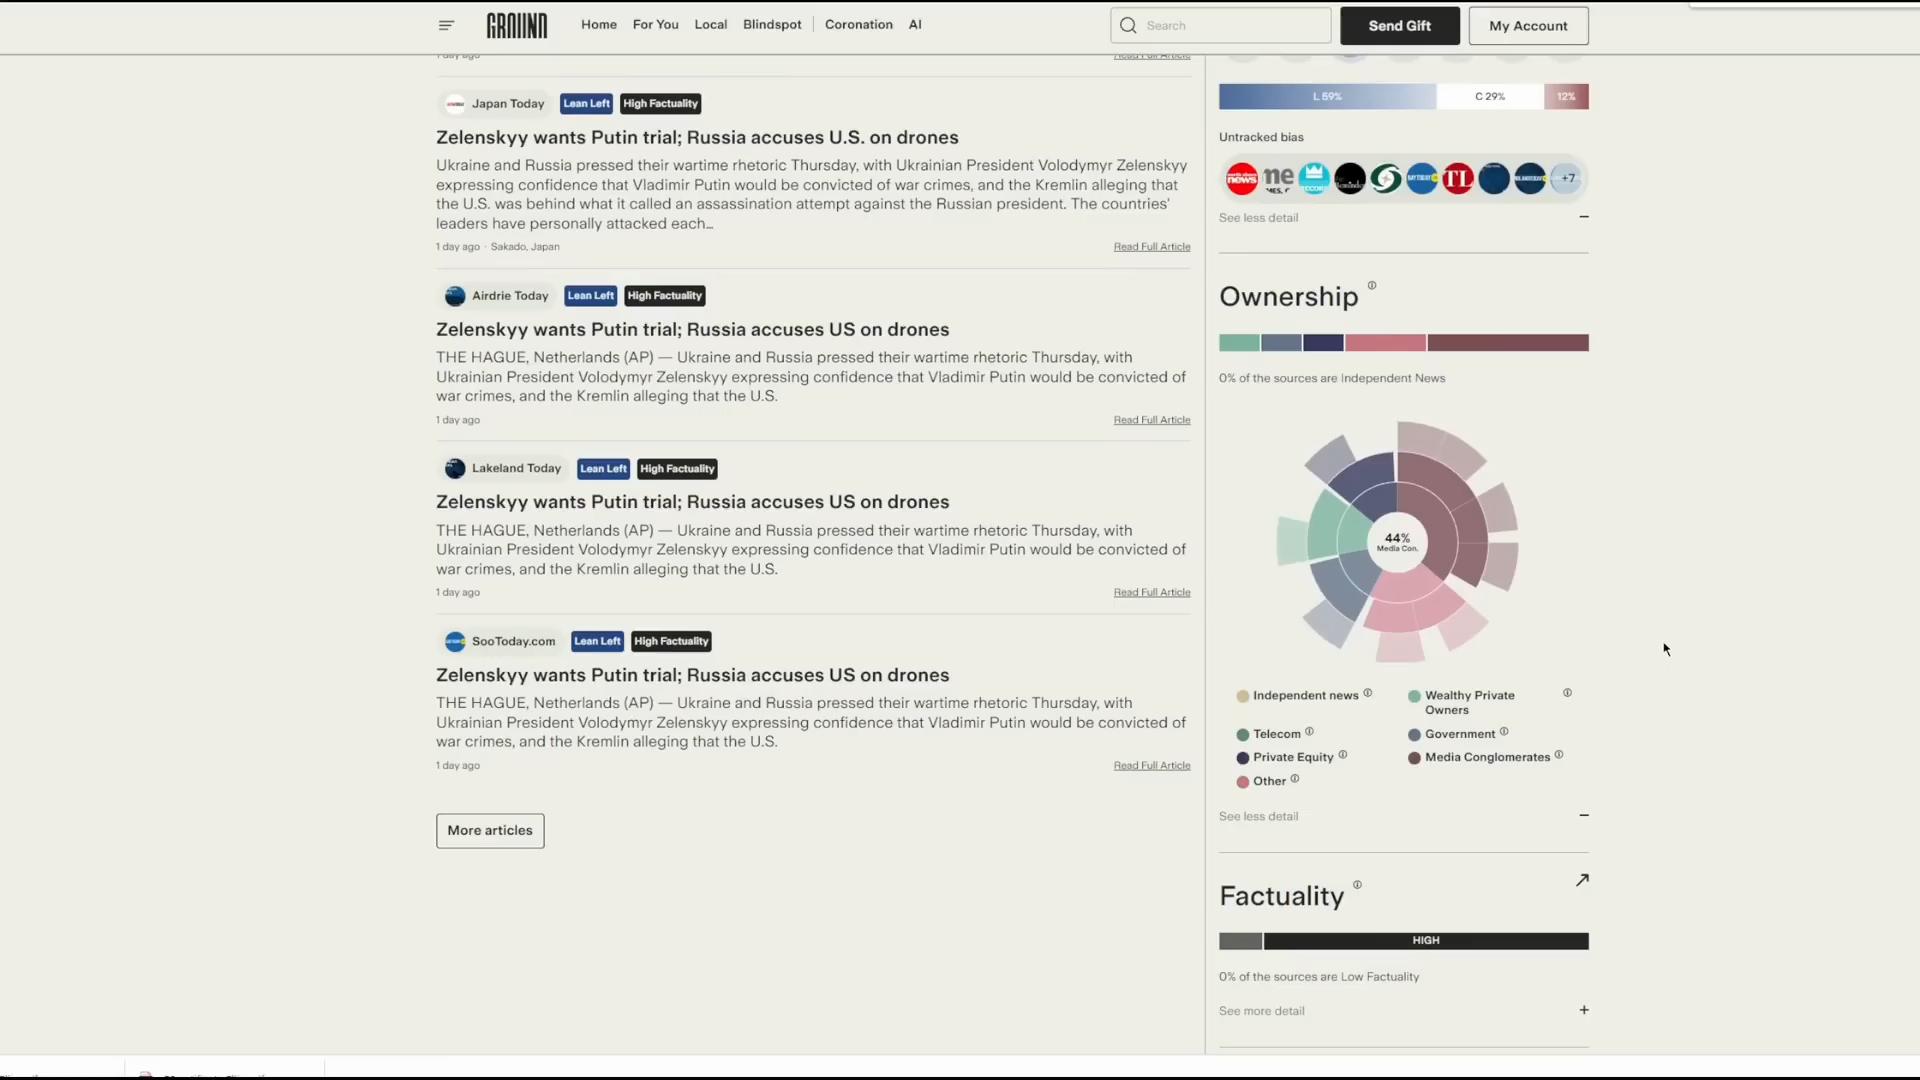 GROUND
Home For You Local Blindspot Coronation AI
Search
Send Gift
My Account
1 day ago
Read Full Article
Japan Today Lean Left High Factuality
Zelenskyy wants Putin trial; Russia accuses U.S. on drones
Ukraine and Russia pressed their wartime rhetoric Thursday, with Ukrainian President Volodymyr Zelenskyy
expressing confidence that Vladimir Putin would be convicted of war crimes, and the Kremlin alleging that
the U.S. was behind what it called an assassination attempt against the Russian president. The countries'
leaders have personally attacked each…
1 day ago · Sakado, Japan
Read Full Article
Airdrie Today Lean Left High Factuality
Zelenskyy wants Putin trial; Russia accuses US on drones
THE HAGUE, Netherlands (AP) — Ukraine and Russia pressed their wartime rhetoric Thursday, with
Ukrainian President Volodymyr Zelenskyy expressing confidence that Vladimir Putin would be convicted of
war crimes, and the Kremlin alleging that the U.S.
1 day ago
Read Full Article
Lakeland Today Lean Left High Factuality
Zelenskyy wants Putin trial; Russia accuses US on drones
THE HAGUE, Netherlands (AP) — Ukraine and Russia pressed their wartime rhetoric Thursday, with
Ukrainian President Volodymyr Zelenskyy expressing confidence that Vladimir Putin would be convicted of
war crimes, and the Kremlin alleging that the U.S.
1 day ago
Read Full Article
SooToday.com Lean Left High Factuality
Zelenskyy wants Putin trial; Russia accuses US on drones
THE HAGUE, Netherlands (AP) — Ukraine and Russia pressed their wartime rhetoric Thursday, with
Ukrainian President Volodymyr Zelenskyy expressing confidence that Vladimir Putin would be convicted of
war crimes, and the Kremlin alleging that the U.S.
1 day ago
Read Full Article
More articles
L 59% C 29% 12%
Untracked bias
news me TL +7
See less detail
Ownership
0% of the sources are Independent News
44%
Media Con.
Independent news
Wealthy Private
Owners
Telecom
Government
Private Equity
Media Conglomerates
Other
See less detail
Factuality
HIGH
0% of the sources are Low Factuality
See more detail